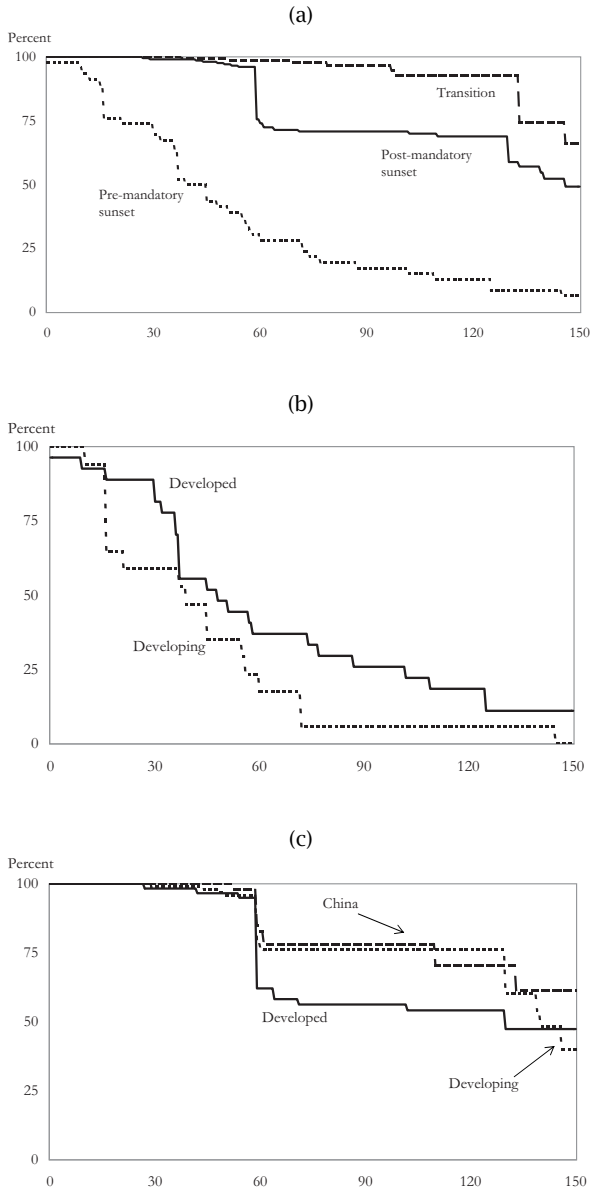 (a)
Percent
100
Transition
75
Post-mandatory
sunset
50
Pre-mandatory
sunset
25
0
0 30 60 90 120 150
(b)
Percent
100
Developed
75
50
Developing
25
0
0 30 60 90 120 150
(c)
Percent
100
China
75
50
Developed
25
Developing
0
0 30 60 90 120 150